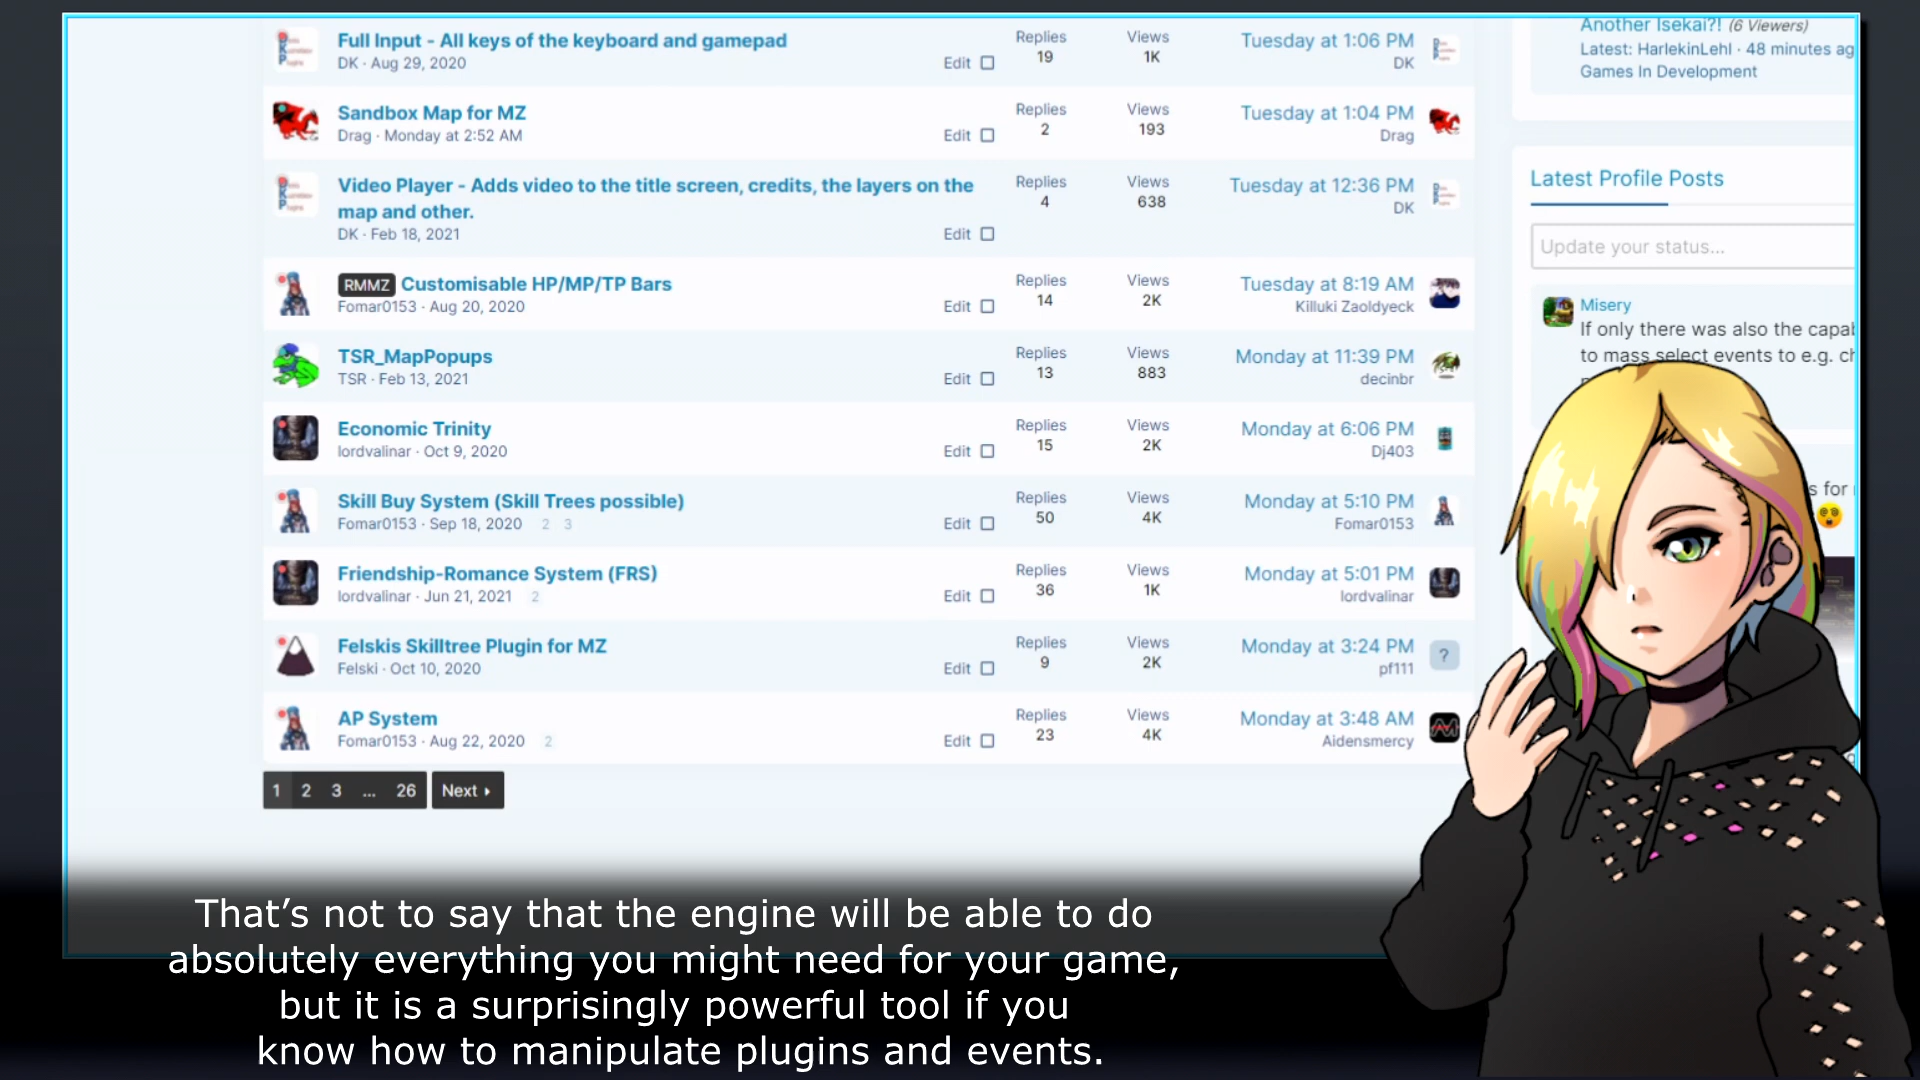 Full Input - All keys of the keyboard and gamepad
DK · Aug 29, 2020
Edit
Replies
19
Views
1K
Tuesday at 1:06 PM
DK
Sandbox Map for MZ
Drag · Monday at 2:52 AM
Edit
Replies
2
Views
193
Tuesday at 1:04 PM
Drag
Video Player - Adds video to the title screen, credits, the layers on the
map and other.
DK · Feb 18, 2021
Edit
Replies
4
Views
638
Tuesday at 12:36 PM
DK
RMMZ Customisable HP/MP/TP Bars
Fomar0153 · Aug 20, 2020
Edit
Replies
14
Views
2K
Tuesday at 8:19 AM
Killuki Zaoldyeck
TSR_MapPopups
TSR · Feb 13, 2021
Edit
Replies
13
Views
883
Monday at 11:39 PM
decinbr
Economic Trinity
lordvalinar · Oct 9, 2020
Edit
Replies
15
Views
2K
Monday at 6:06 PM
Dj403
Skill Buy System (Skill Trees possible)
Fomar0153 · Sep 18, 2020 2 3
Edit
Replies
50
Views
4K
Monday at 5:10 PM
Fomar0153
Friendship-Romance System (FRS)
lordvalinar · Jun 21, 2021 2
Edit
Replies
36
Views
1K
Monday at 5:01 PM
lordvalinar
Felskis Skilltree Plugin for MZ
Felski · Oct 10, 2020
Edit
Replies
9
Views
2K
Monday at 3:24 PM
pf111
?
AP System
Fomar0153 · Aug 22, 2020 2
Edit
Replies
23
Views
4K
Monday at 3:48 AM
Aidensmercy
1 2 3 ... 26 Next
Another Isekai?! (6 Viewers)
Latest: HarlekinLehl · 48 minutes ag
Games In Development
Latest Profile Posts
Update your status...
Misery
If only there was also the capab
to mass select events to e.g. ch
s for
That's not to say that the engine will be able to do
absolutely everything you might need for your game,
but it is a surprisingly powerful tool if you
know how to manipulate plugins and events.